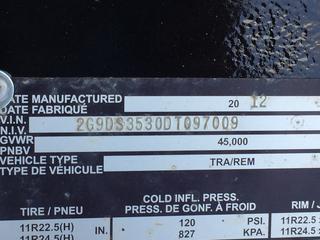 DATE MANUFACTURED 20 12
DATE FABRIQUÉ
V.I.N. 2G9DS3530DT097009
N.I.V.
GVWR 45,000
PNBV
VEHICLE TYPE TRA/REM
TYPE DE VÉHICULE
TIRE / PNEU COLD INFL. PRESS. RIM / J
PRESS. DE GONF. À FROID
11R22.5(H) 120 PSI. 11R22.5
11R24.5(H) 827 KPA. 11R24.5